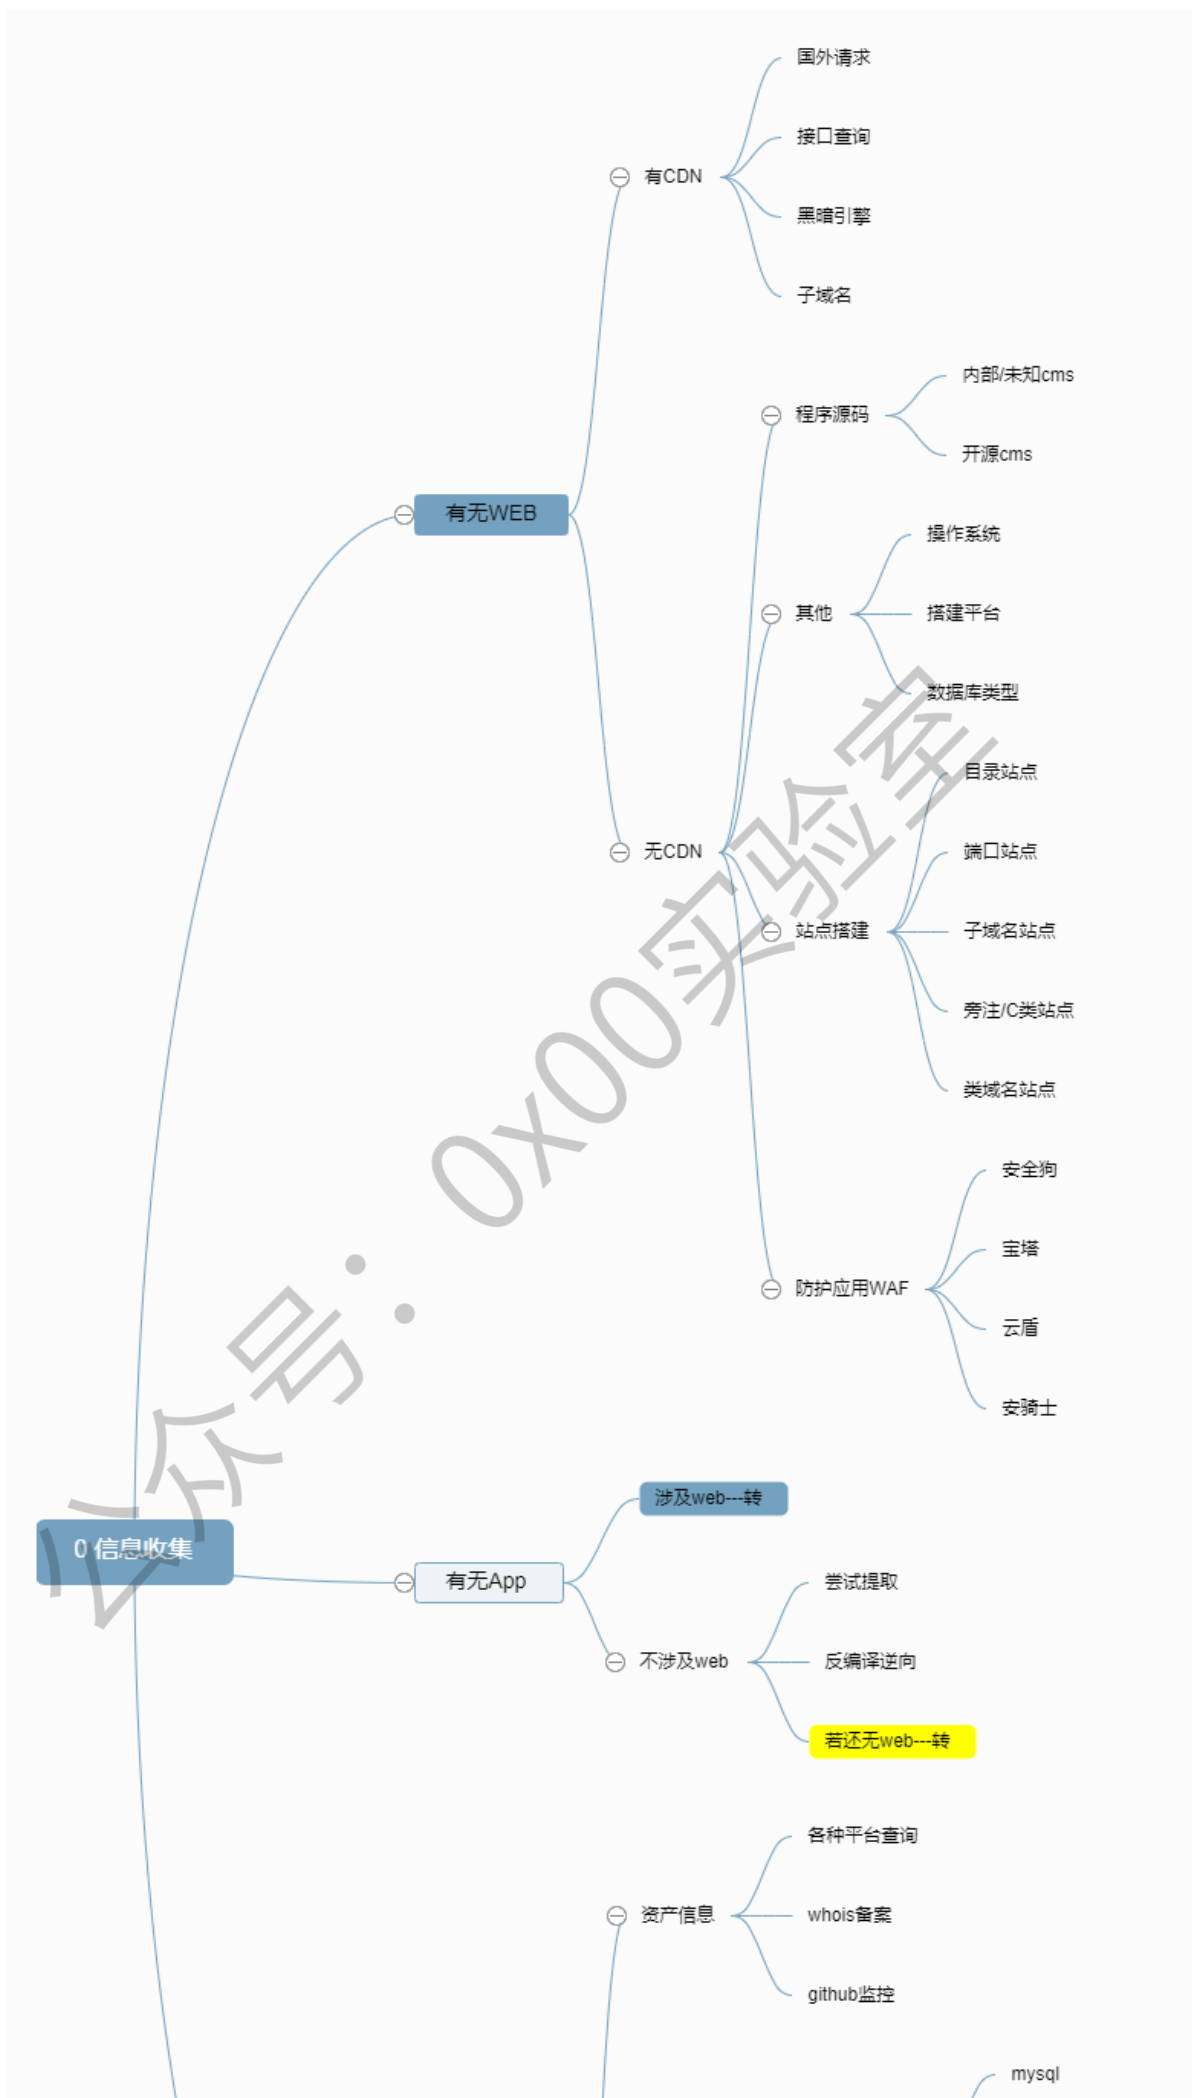 国外请求
接口查询
有CDN
黑暗引擎
子域名
内部/未知cms
程序源码
开源cms
有无WEB
操作系统
其他
搭建平台
数据库类型
目录站点
无CDN
端口站点
站点搭建
子域名站点
旁注/C类站点
类域名站点
安全狗
宝塔
防护应用WAF
云盾
安骑士
涉及web---转
0 信息收集
有无App
尝试提取
不涉及web
反编译逆向
若还无web---转
各种平台查询
资产信息
whois备案
github监控
mysql
公众号：0x00实验室